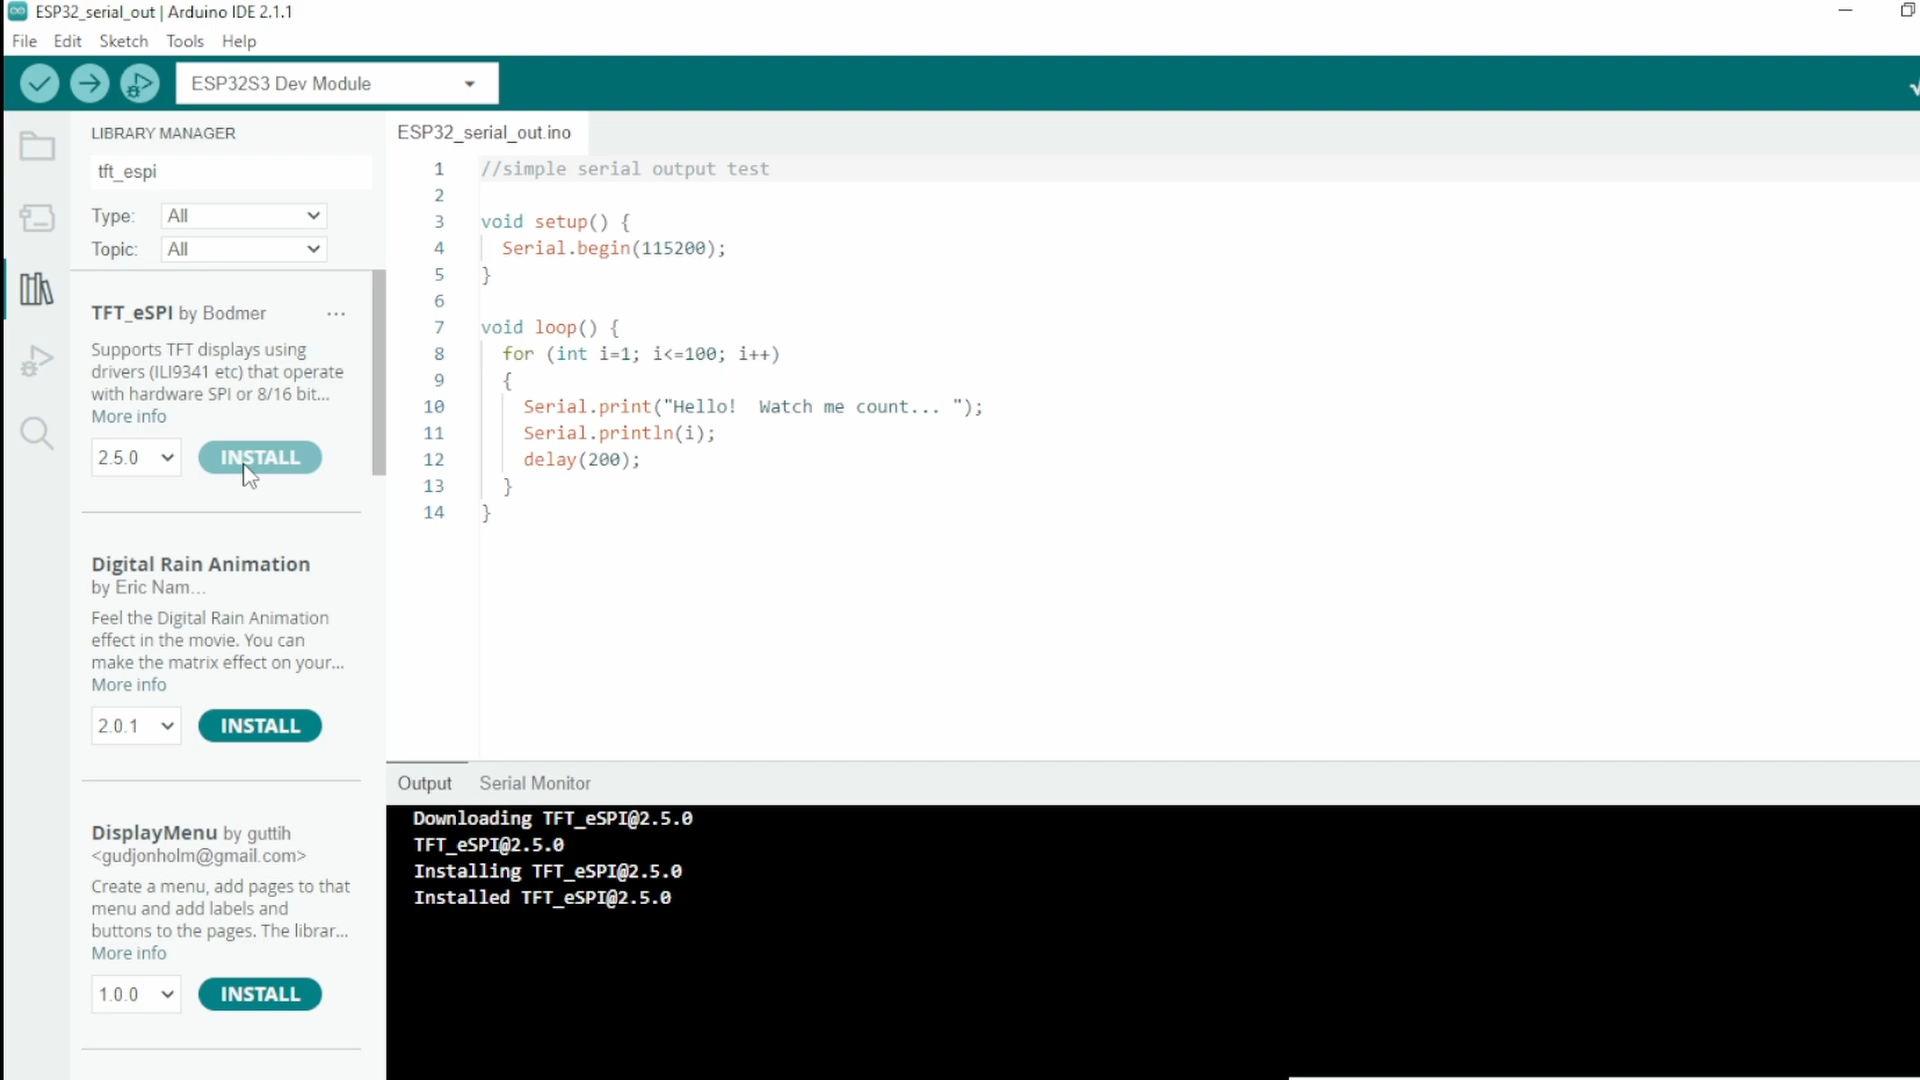 ESP32_serial_out | Arduino IDE 2.1.1
File Edit Sketch Tools Help
ESP32S3 Dev Module
LIBRARY MANAGER
tft_espi
Type: All
Topic: All
TFT_eSPI by Bodmer
Supports TFT displays using
drivers (ILI9341 etc) that operate
with hardware SPI or 8/16 bit...
More info
2.5.0 INSTALL
Digital Rain Animation
by Eric Nam...
Feel the Digital Rain Animation
effect in the movie. You can
make the matrix effect on your...
More info
2.0.1 INSTALL
DisplayMenu by guttih
<gudjonholm@gmail.com>
Create a menu, add pages to that
menu and add labels and
buttons to the pages. The librar...
More info
1.0.0 INSTALL
ESP32_serial_out.ino
1 //simple serial output test
2
3 void setup() {
4 Serial.begin(115200);
5 }
6
7 void loop() {
8 for (int i=1; i<=100; i++)
9 {
10 Serial.print("Hello!  Watch me count... ");
11 Serial.println(i);
12 delay(200);
13 }
14 }
Output Serial Monitor
Downloading TFT_eSPI@2.5.0
TFT_eSPI@2.5.0
Installing TFT_eSPI@2.5.0
Installed TFT_eSPI@2.5.0